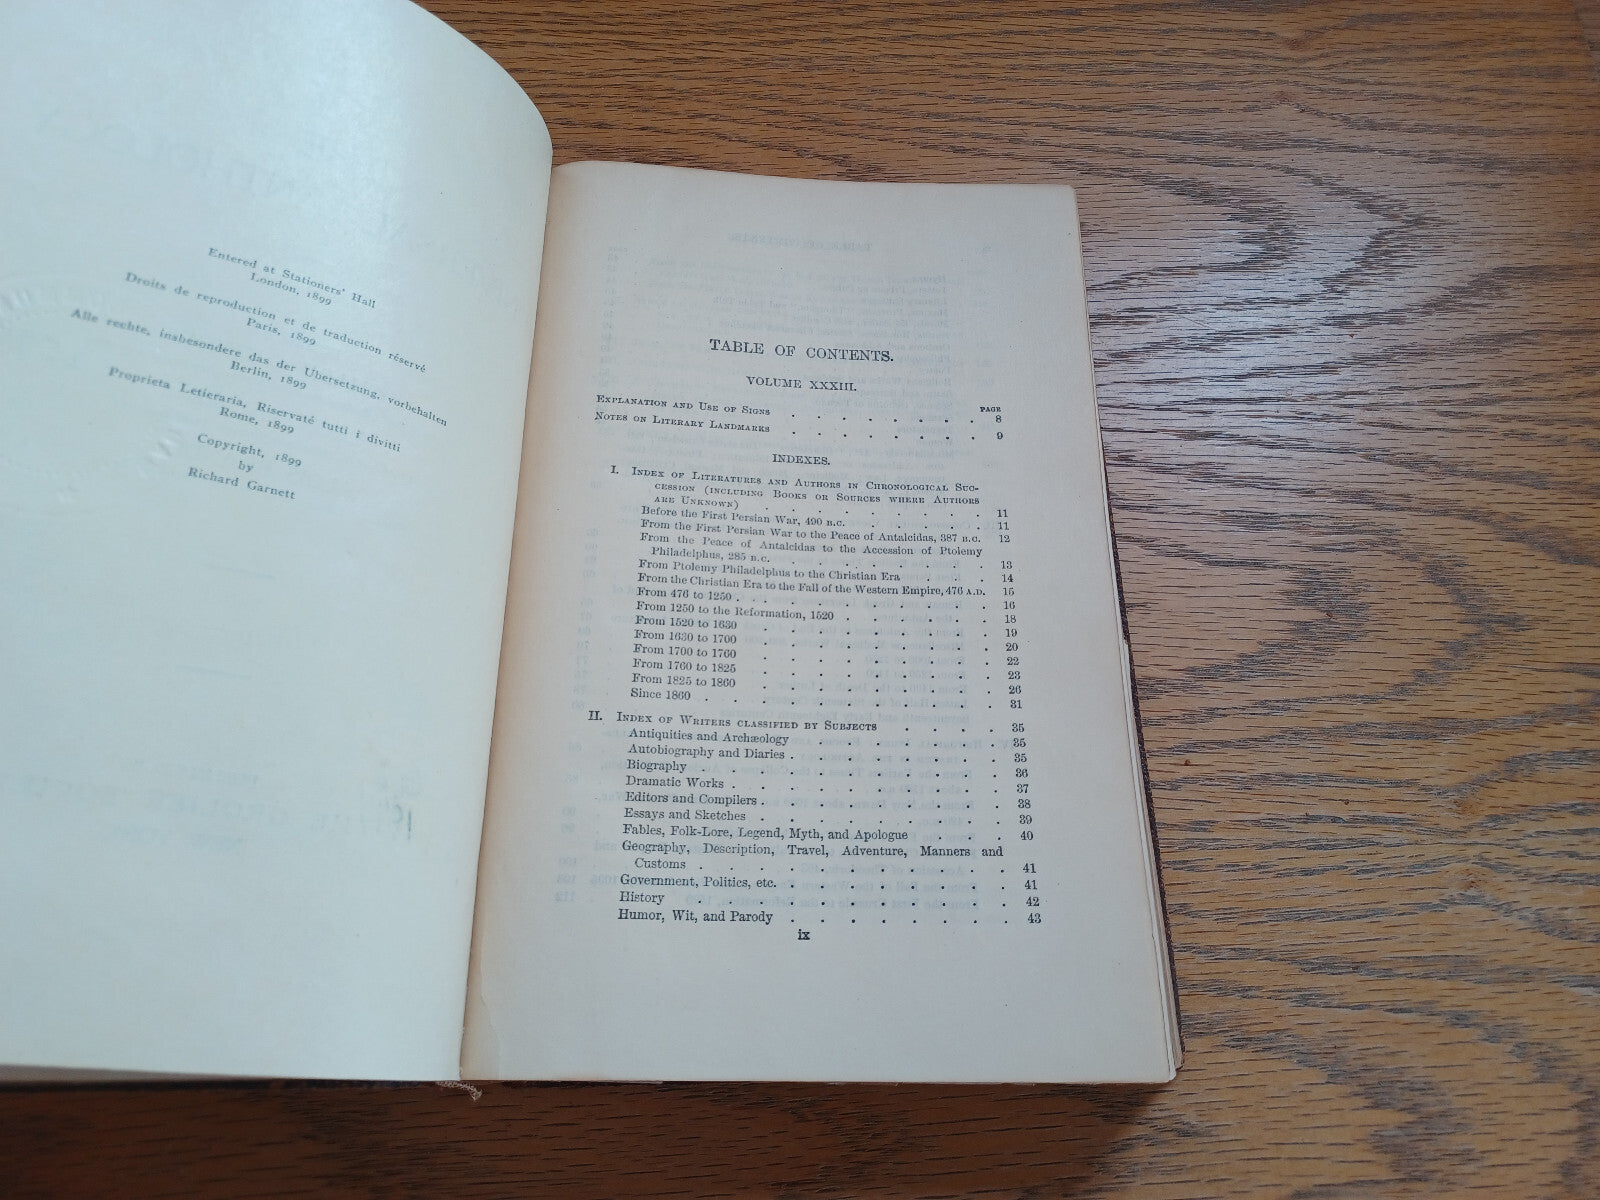 Entered at Stationers' Hall
London, 1899
Droits de reproduction et de traduction réservé
Paris, 1899
Alle rechte, insbesondere das der Ubersetzung, vorbehalten
Berlin, 1899
Proprieta Letieraria, Riservaté tutti i divitti
Rome, 1899
Copyright, 1899
by
Richard Garnett
TABLE OF CONTENTS.
VOLUME XXXIII.
PAGE
Explanation and Use of Signs . . . . . . . . 8
Notes on Literary Landmarks . . . . . . . . 9
INDEXES.
I. Index of Literatures and Authors in Chronological Suc-
cession (including Books or Sources where Authors
are Unknown) . . . . . . . . . 11
Before the First Persian War, 490 B.C. . . . . . 11
From the First Persian War to the Peace of Antalcidas, 387 B.C. 12
From the Peace of Antalcidas to the Accession of Ptolemy
Philadelphus, 285 B.C. . . . . . . . . 13
From Ptolemy Philadelphus to the Christian Era . . . 14
From the Christian Era to the Fall of the Western Empire, 476 A.D. 15
From 476 to 1250 . . . . . . . . . 16
From 1250 to the Reformation, 1520 . . . . . . 18
From 1520 to 1630 . . . . . . . . 19
From 1630 to 1700 . . . . . . . . 20
From 1700 to 1760 . . . . . . . . 22
From 1760 to 1825 . . . . . . . . 23
From 1825 to 1860 . . . . . . . . 26
Since 1860 . . . . . . . . . . 31
II. Index of Writers classified by Subjects . . . . 35
Antiquities and Archæology . . . . . . . 35
Autobiography and Diaries . . . . . . . . 35
Biography . . . . . . . . . . 36
Dramatic Works . . . . . . . . . 37
Editors and Compilers . . . . . . . . 38
Essays and Sketches . . . . . . . . 39
Fables, Folk-Lore, Legend, Myth, and Apologue . . . 40
Geography, Description, Travel, Adventure, Manners and
Customs . . . . . . . . . . 41
Government, Politics, etc. . . . . . . . 41
History . . . . . . . . . . 42
Humor, Wit, and Parody . . . . . . . 43
ix